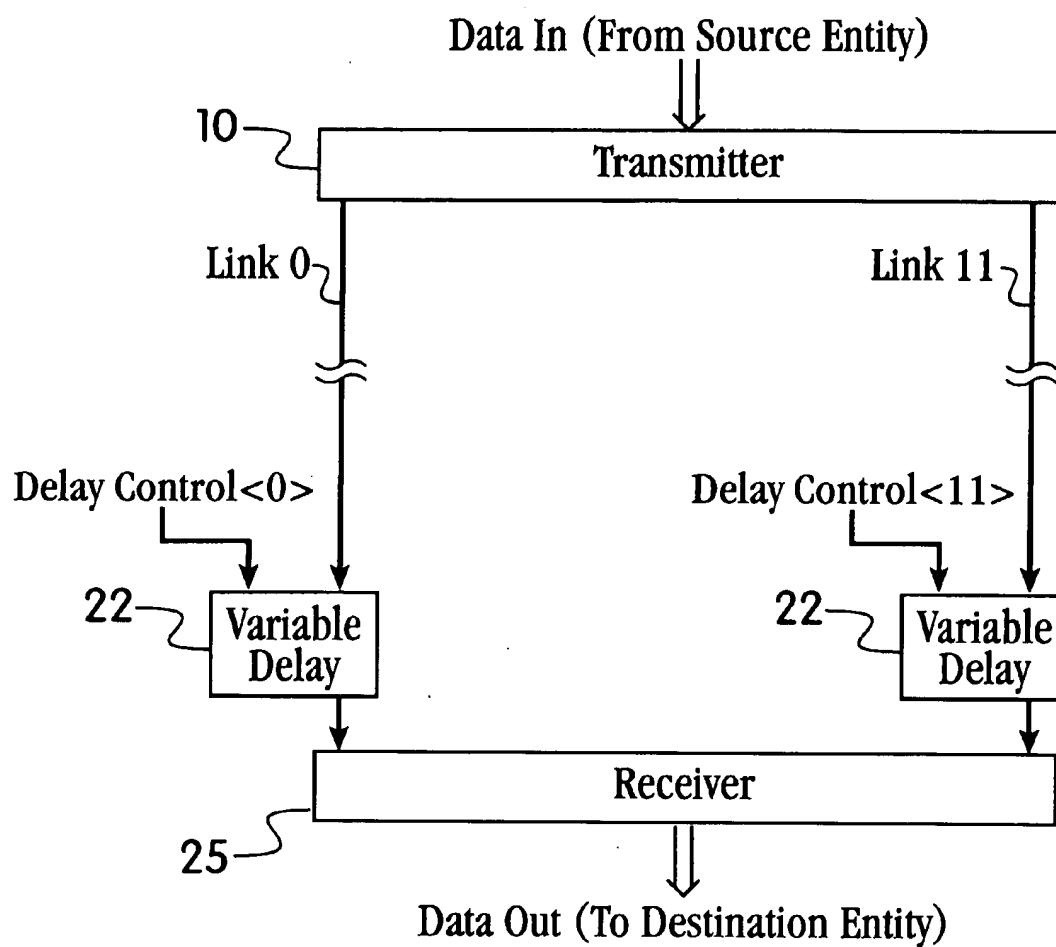 Data In (From Source Entity)
10
Transmitter
Link 0
Link 11
Delay Control<0>
Delay Control<11>
22
Variable
Delay
22
Variable
Delay
Receiver
25
Data Out (To Destination Entity)